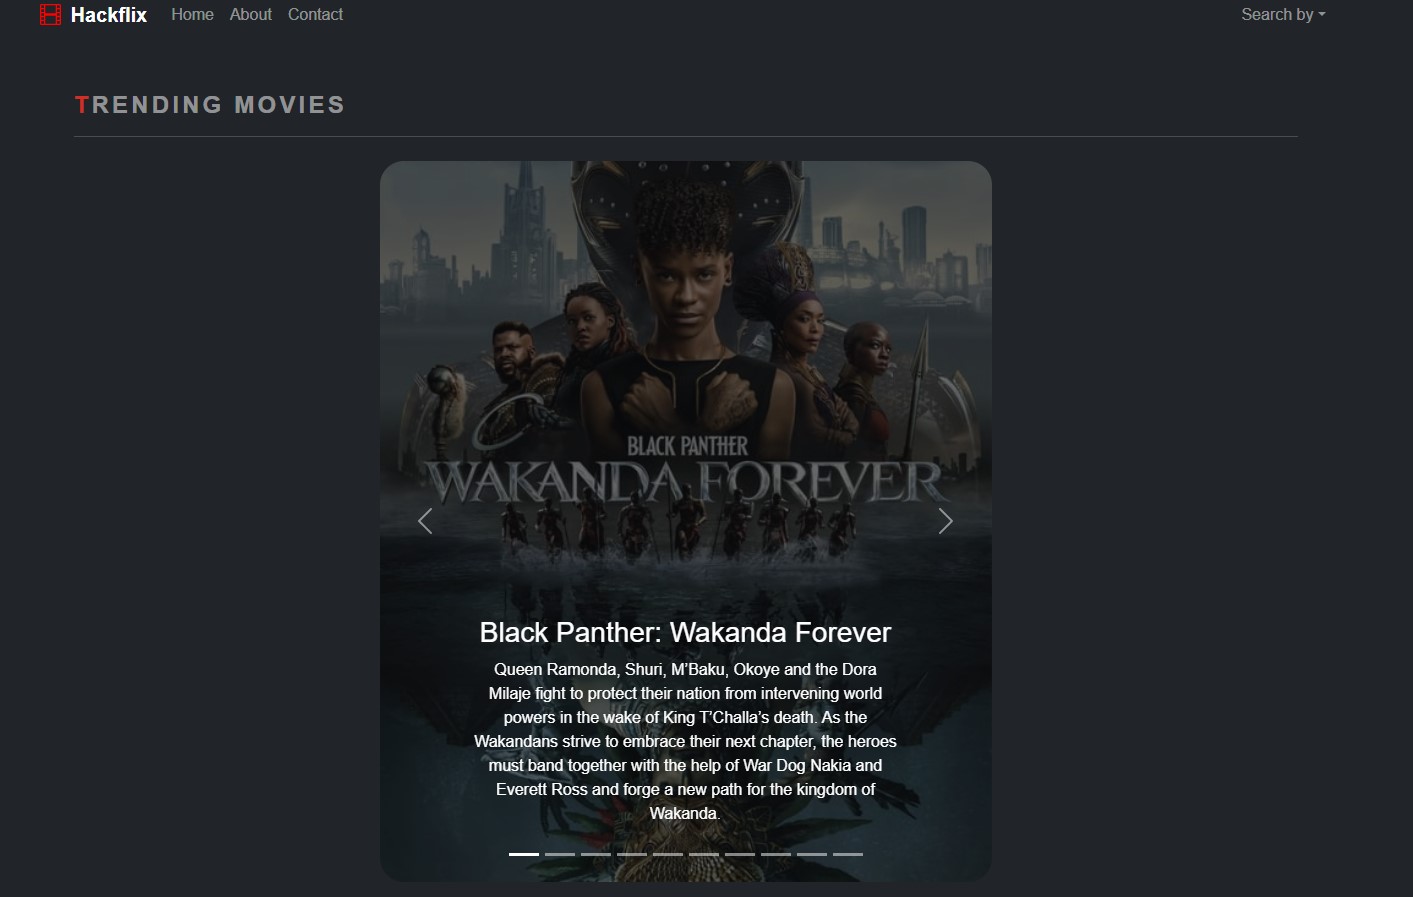 Hackflix Home About Contact Search by
TRENDING MOVIES
BLACK PANTHER
WAKANDA FOREVER
Black Panther: Wakanda Forever
Queen Ramonda, Shuri, M’Baku, Okoye and the Dora
Milaje fight to protect their nation from intervening world
powers in the wake of King T’Challa’s death. As the
Wakandans strive to embrace their next chapter, the heroes
must band together with the help of War Dog Nakia and
Everett Ross and forge a new path for the kingdom of
Wakanda.